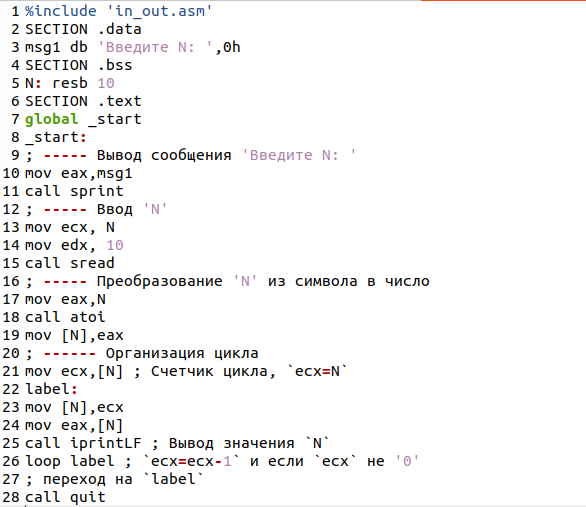 1 %include 'in_out.asm'
2 SECTION .data
3 msg1 db 'Введите N: ',0h
4 SECTION .bss
5 N: resb 10
6 SECTION .text
7 global _start
8 _start:
9 ; ----- Вывод сообщения 'Введите N: '
10 mov eax,msg1
11 call sprint
12 ; ----- Ввод 'N'
13 mov ecx, N
14 mov edx, 10
15 call sread
16 ; ----- Преобразование 'N' из символа в число
17 mov eax,N
18 call atoi
19 mov [N],eax
20 ; ------ Организация цикла
21 mov ecx,[N] ; Счетчик цикла, `ecx=N`
22 label:
23 mov [N],ecx
24 mov eax,[N]
25 call iprintLF ; Вывод значения `N`
26 loop label ; `ecx=ecx-1` и если `ecx` не '0'
27 ; переход на `label`
28 call quit